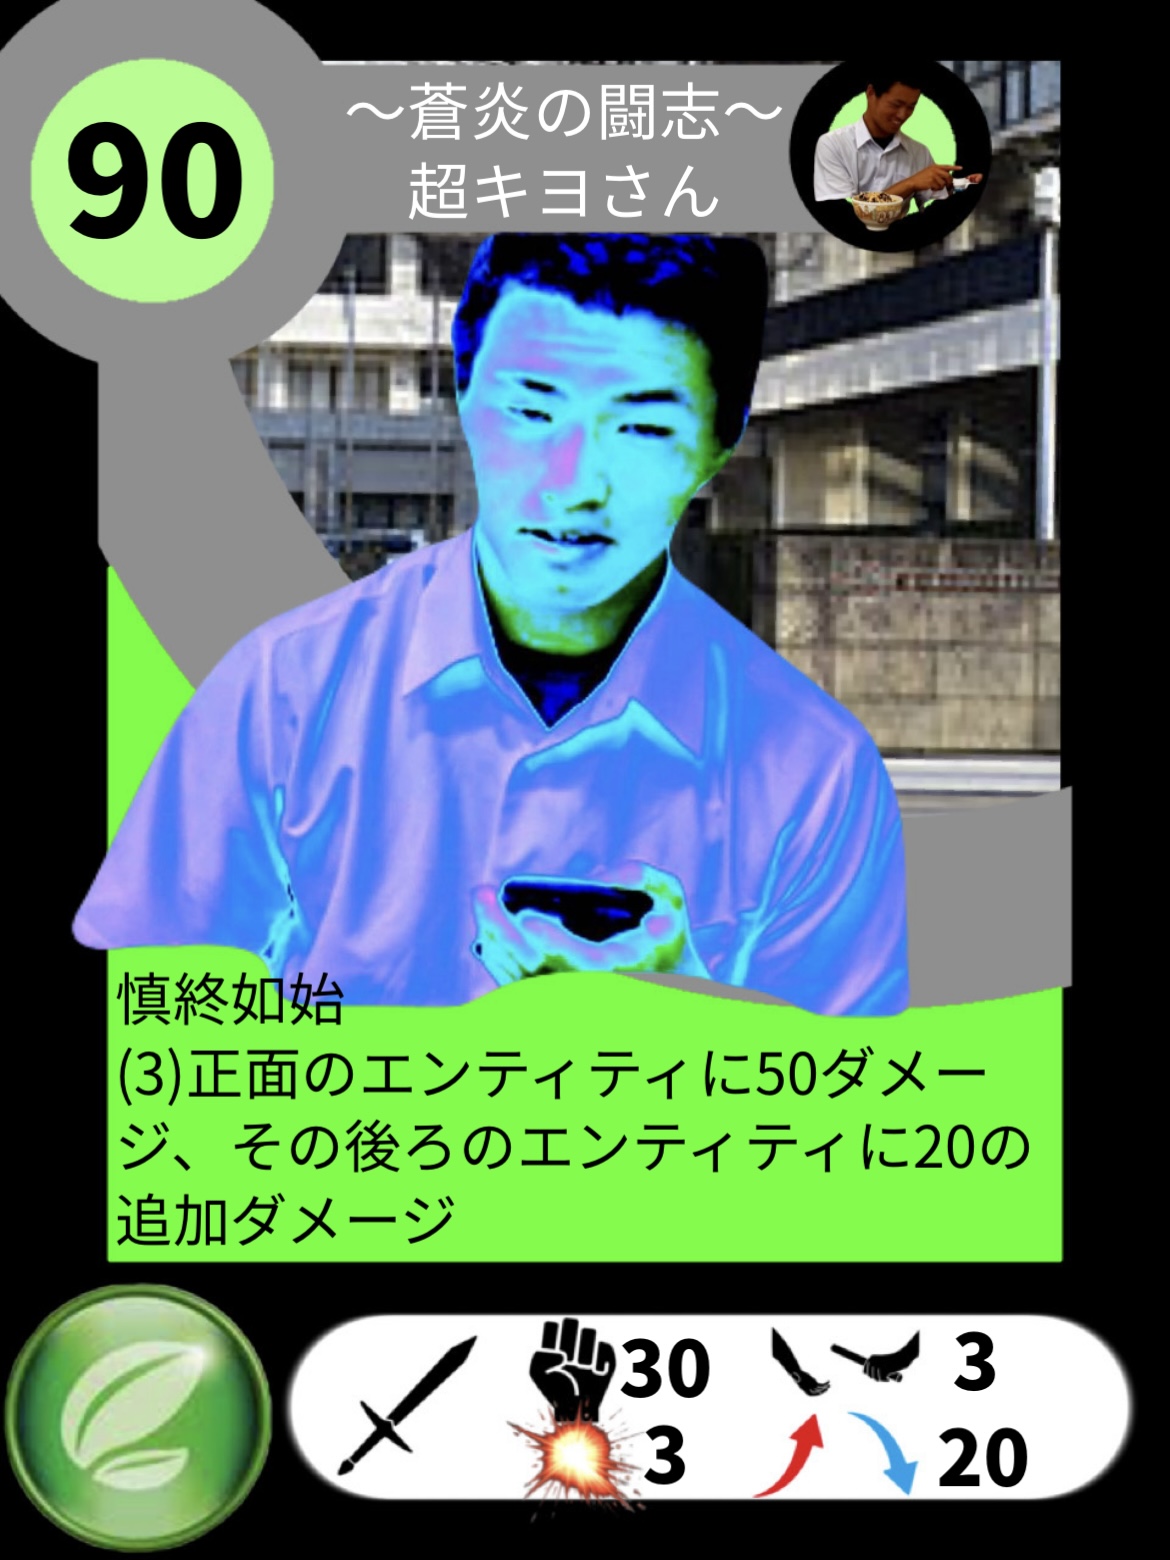 90
～蒼炎の闘志～
超キヨさん
慎終如始
(3)正面のエンティティに50ダメー
ジ、その後ろのエンティティに20の
追加ダメージ
30
3
3
20